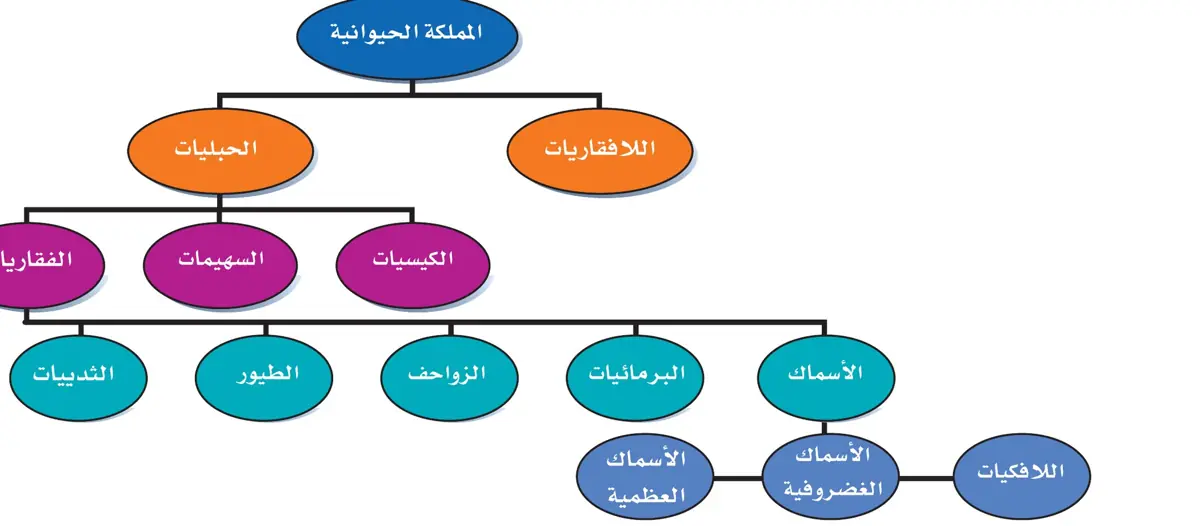 المملكة الحيوانية
اللافقاريات
الحبليات
الكيسيات
السهيمات
الأسماك
البرمائيات
الزواحف
الطيور
الثدييات
اللافكيات
الأسماك
الغضروفية
الأسماك
العظمية